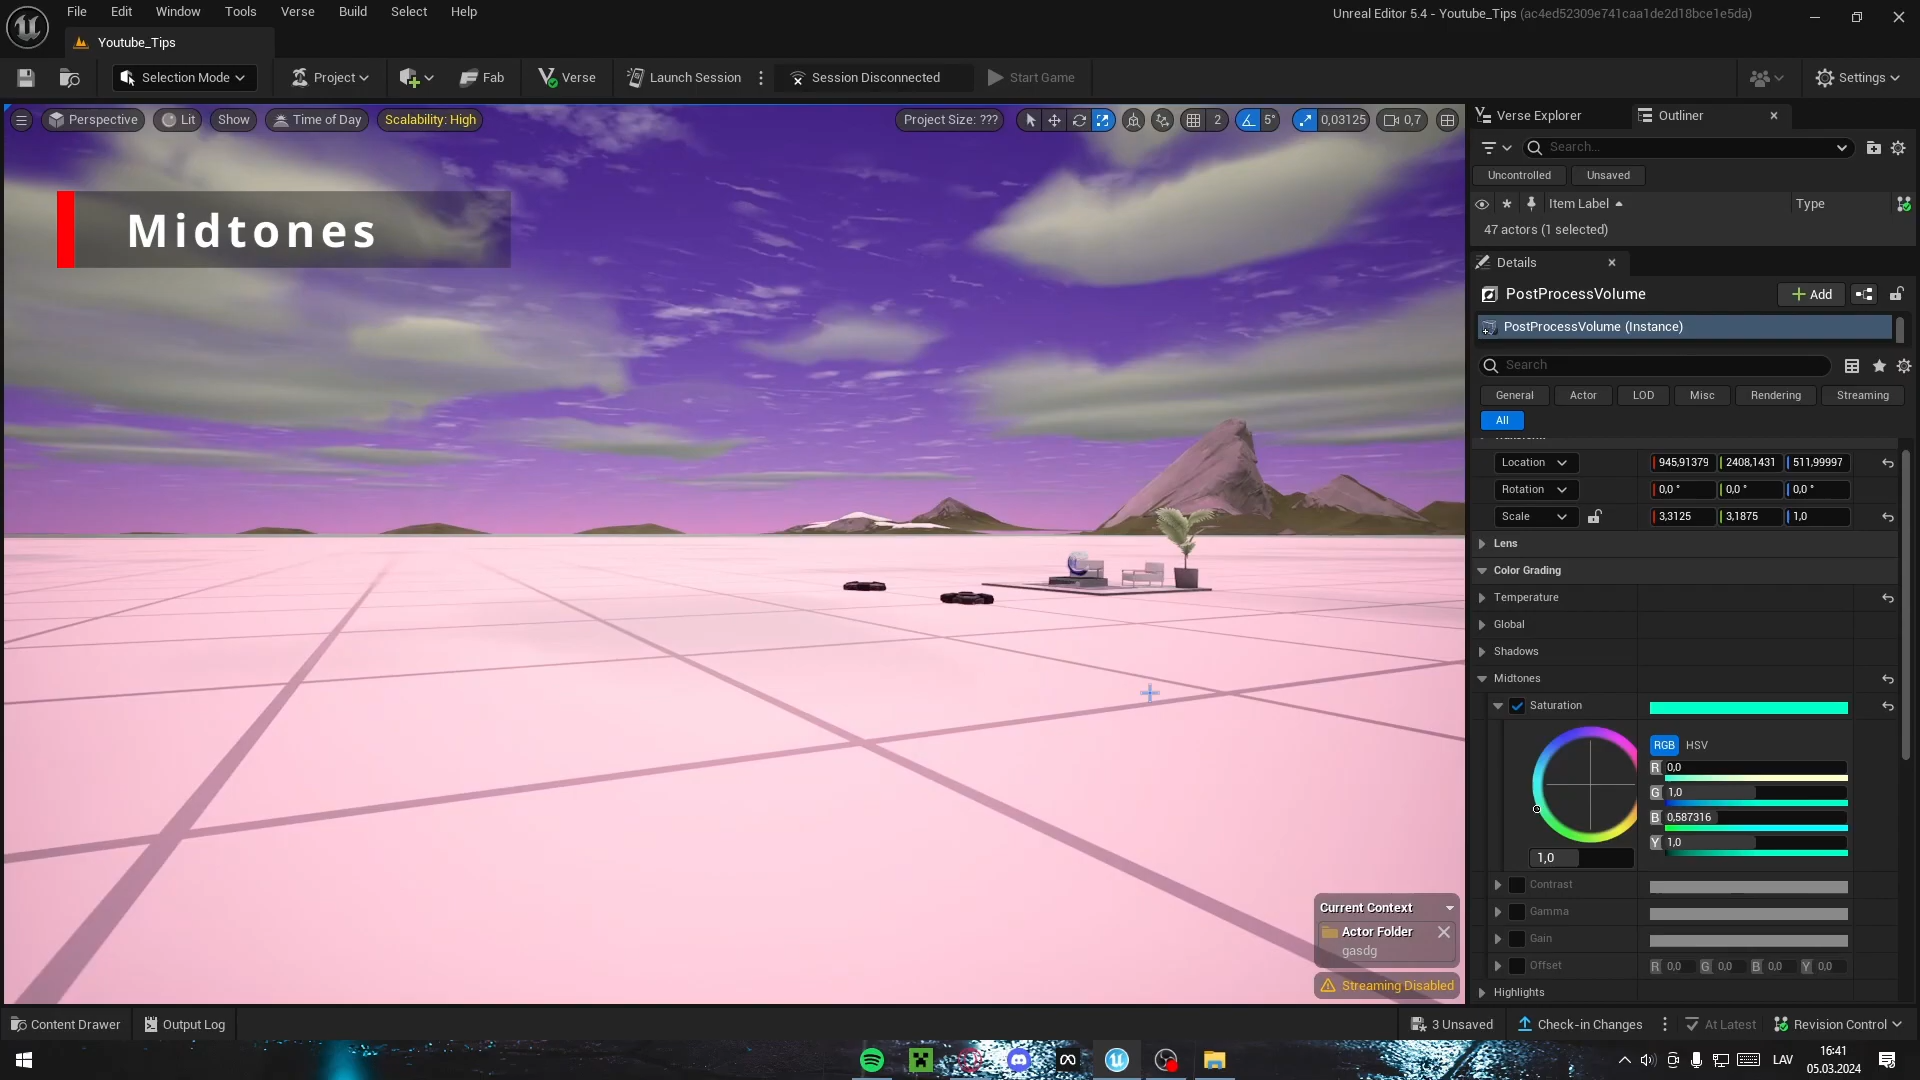 File Edit Window Tools Verse Build Select Help
Unreal Editor 5.4 - Youtube_Tips (ac4ed52309e741caa1de2d18bce1e5da)
Youtube_Tips
Selection Mode Project Fab Verse Launch Session Session Disconnected Start Game Settings
Perspective Lit Show Time of Day Scalability: High Project Size: ??? 2 5° 0,03125 0,7
Midtones
Verse Explorer Outliner
Search...
Uncontrolled Unsaved
Item Label Type
47 actors (1 selected)
Details
PostProcessVolume Add
PostProcessVolume (Instance)
Search
General Actor LOD Misc Rendering Streaming
All
Location 945,91379 2408,1431 511,99997
Rotation 0,0 ° 0,0 ° 0,0 °
Scale 3,3125 3,1875 1,0
Lens
Color Grading
Temperature
Global
Shadows
Midtones
Saturation
RGB HSV
R 0,0
G 1,0
B 0,587316
Y 1,0
1,0
Contrast
Gamma
Gain
Offset R 0,0 G 0,0 B 0,0 Y 0,0
Highlights
Current Context
Actor Folder
gasdg
Streaming Disabled
Content Drawer Output Log 3 Unsaved Check-in Changes At Latest Revision Control
LAV 16:41
05.03.2024